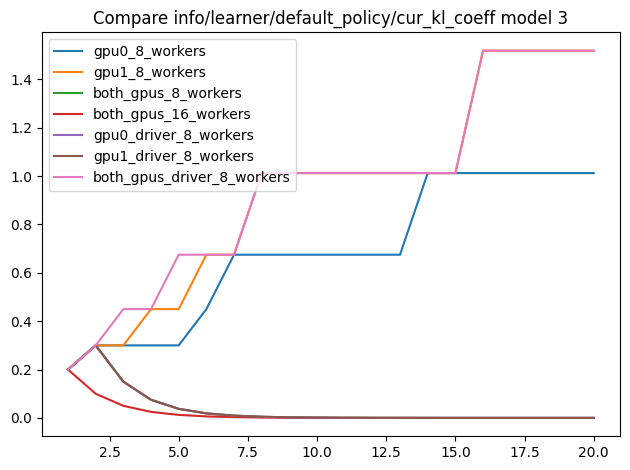 Compare info/learner/default_policy/cur_kl_coeff model 3
gpu0_8_workers
gpu1_8_workers
both_gpus_8_workers
both_gpus_16_workers
gpu0_driver_8_workers
gpu1_driver_8_workers
both_gpus_driver_8_workers
1.4
1.2
1.0
0.8
0.6
0.4
0.2
0.0
2.5 5.0 7.5 10.0 12.5 15.0 17.5 20.0